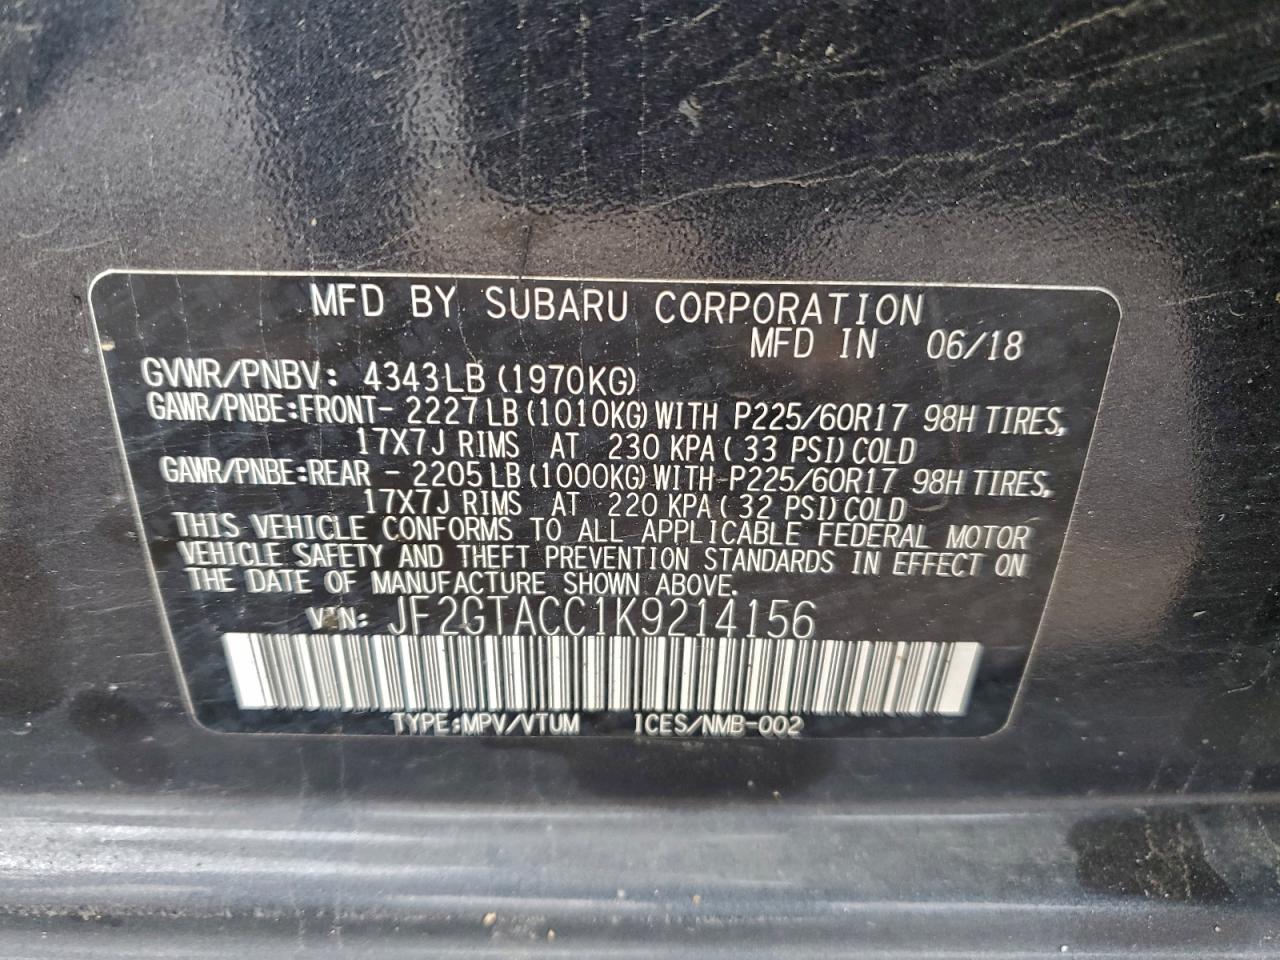 MFD BY SUBARU CORPORATION
MFD IN 06/18
GVWR/PNBV: 4343LB (1970KG)
GAWR/PNBE:FRONT- 2227LB (1010KG) WITH P225/60R17 98H TIRES,
17X7J RIMS AT 230 KPA ( 33 PSI) COLD
GAWR/PNBE:REAR - 2205LB (1000KG) WITH P225/60R17 98H TIRES,
17X7J RIMS AT 220 KPA ( 32 PSI) COLD
THIS VEHICLE CONFORMS TO ALL APPLICABLE FEDERAL MOTOR
VEHICLE SAFETY AND THEFT PREVENTION STANDARDS IN EFFECT ON
THE DATE OF MANUFACTURE SHOWN ABOVE.
VIN: JF2GTACC1K9214156
TYPE:MPV/VTUM ICES/NMB-002